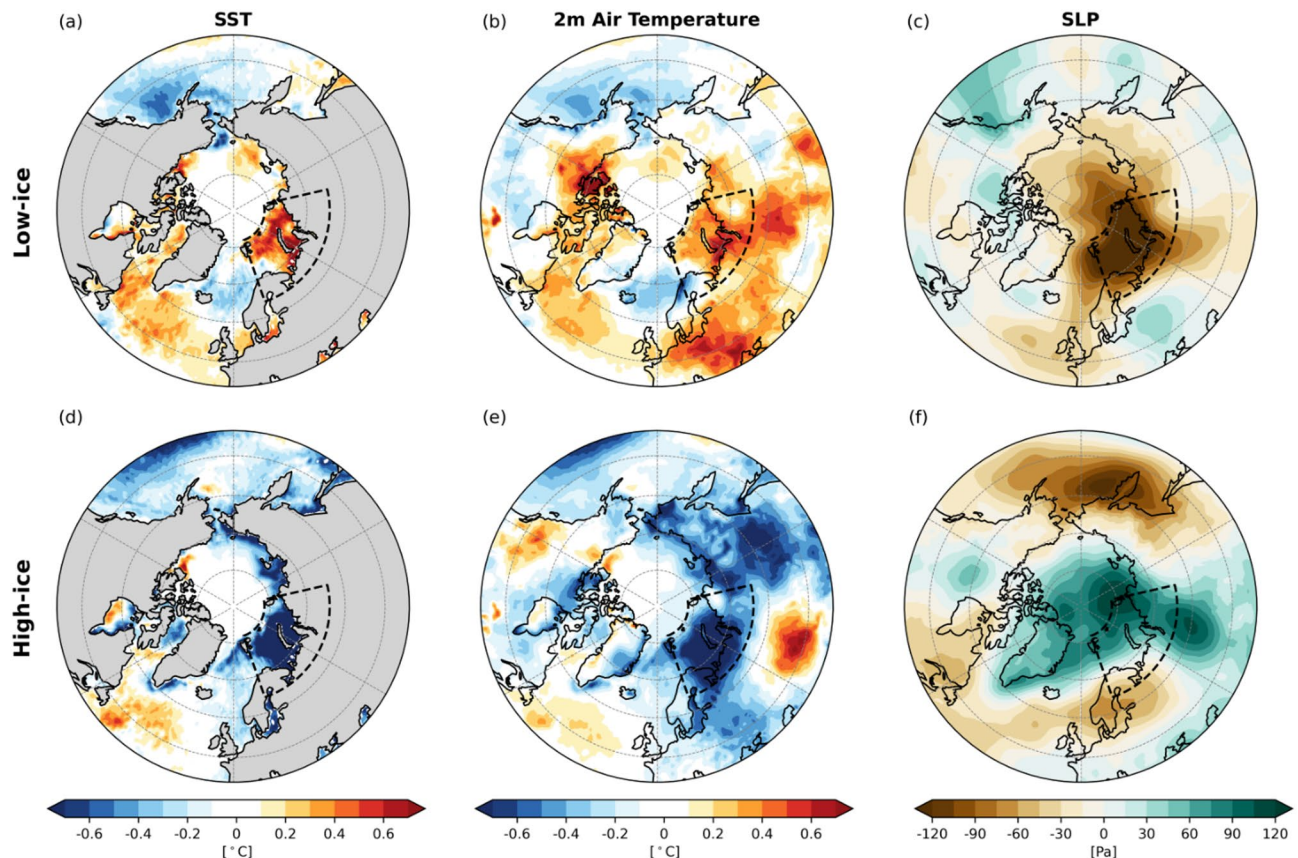 SST
2m Air Temperature
SLP
(a)
(b)
(c)
Low-ice
(d)
(e)
(f)
High-ice
-0.6 -0.4 -0.2 0 0.2 0.4 0.6
[°C]
-0.6 -0.4 -0.2 0 0.2 0.4 0.6
[°C]
-120 -90 -60 -30 0 30 60 90 120
[Pa]